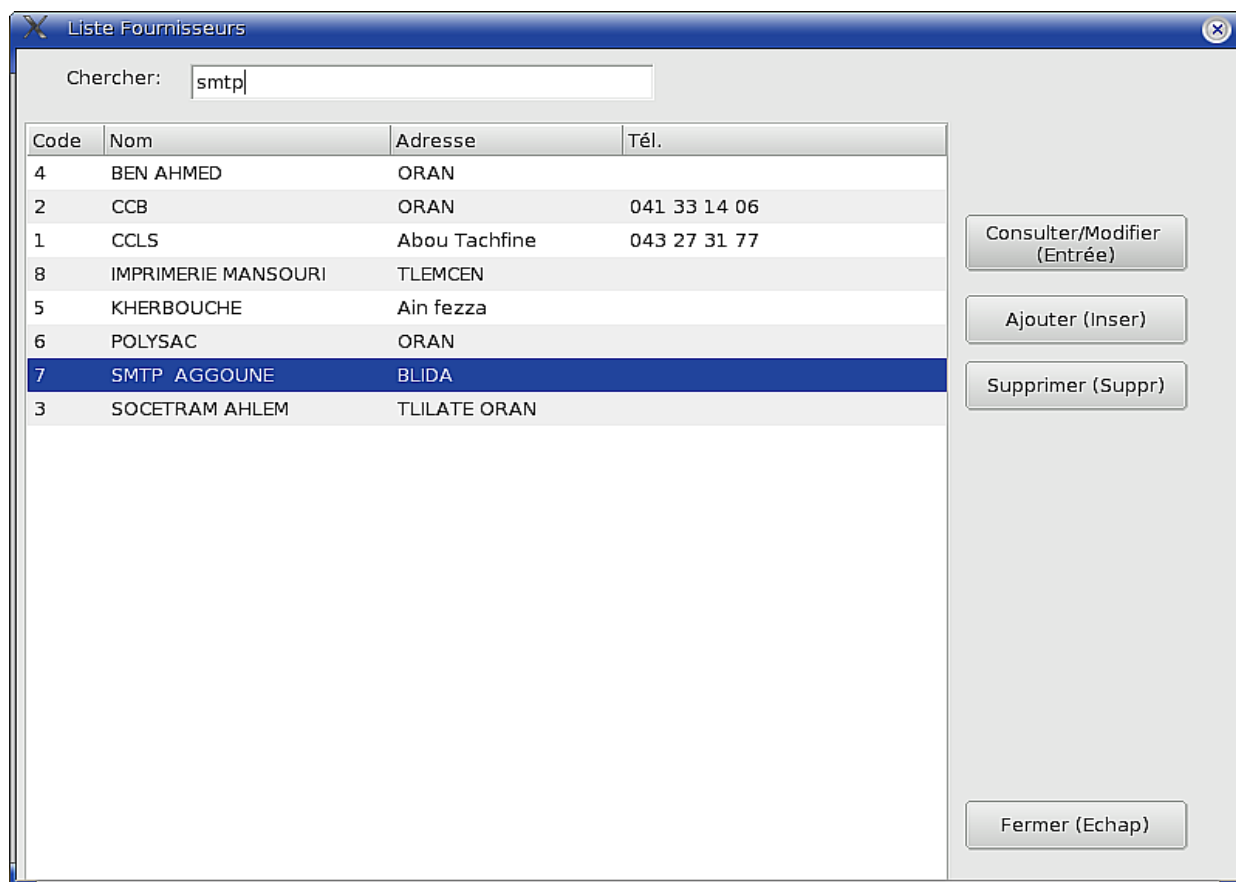 Liste Fournisseurs
Chercher: smtp
Code Nom Adresse Tél.
4 BEN AHMED ORAN
2 CCB ORAN 041 33 14 06
1 CCLS Abou Tachfine 043 27 31 77
8 IMPRIMERIE MANSOURI TLEMCEN
5 KHERBOUCHE Ain fezza
6 POLYSAC ORAN
7 SMTP  AGGOUNE BLIDA
3 SOCETRAM AHLEM TLILATE ORAN
Consulter/Modifier
(Entrée)
Ajouter (Inser)
Supprimer (Suppr)
Fermer (Echap)